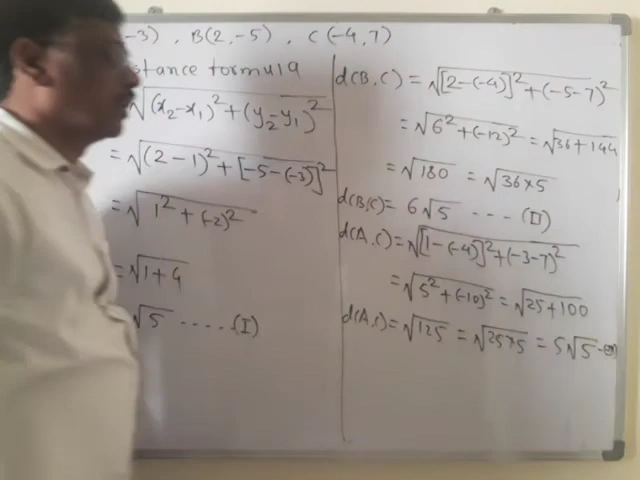 -3) , B(2,-5) , C(-4,7)
stance formula
√(x₂-x₁)²+(y₂-y₁)²
=√(2-1)²+[-5-(-3)]²
=√1²+(-2)²
=√1+4
√5 ..... (I)
d(B,C) = √[2-(-4)]²+(-5-7)²
=√6²+(-12)² = √36+144
=√180 = √36×5
d(B,C)= 6√5 --- (II)
d(A,C)=√[1-(-4)]²+(-3-7)²
=√5²+(-10)² = √25+100
d(A,C)=√125 = √25×5 = 5√5